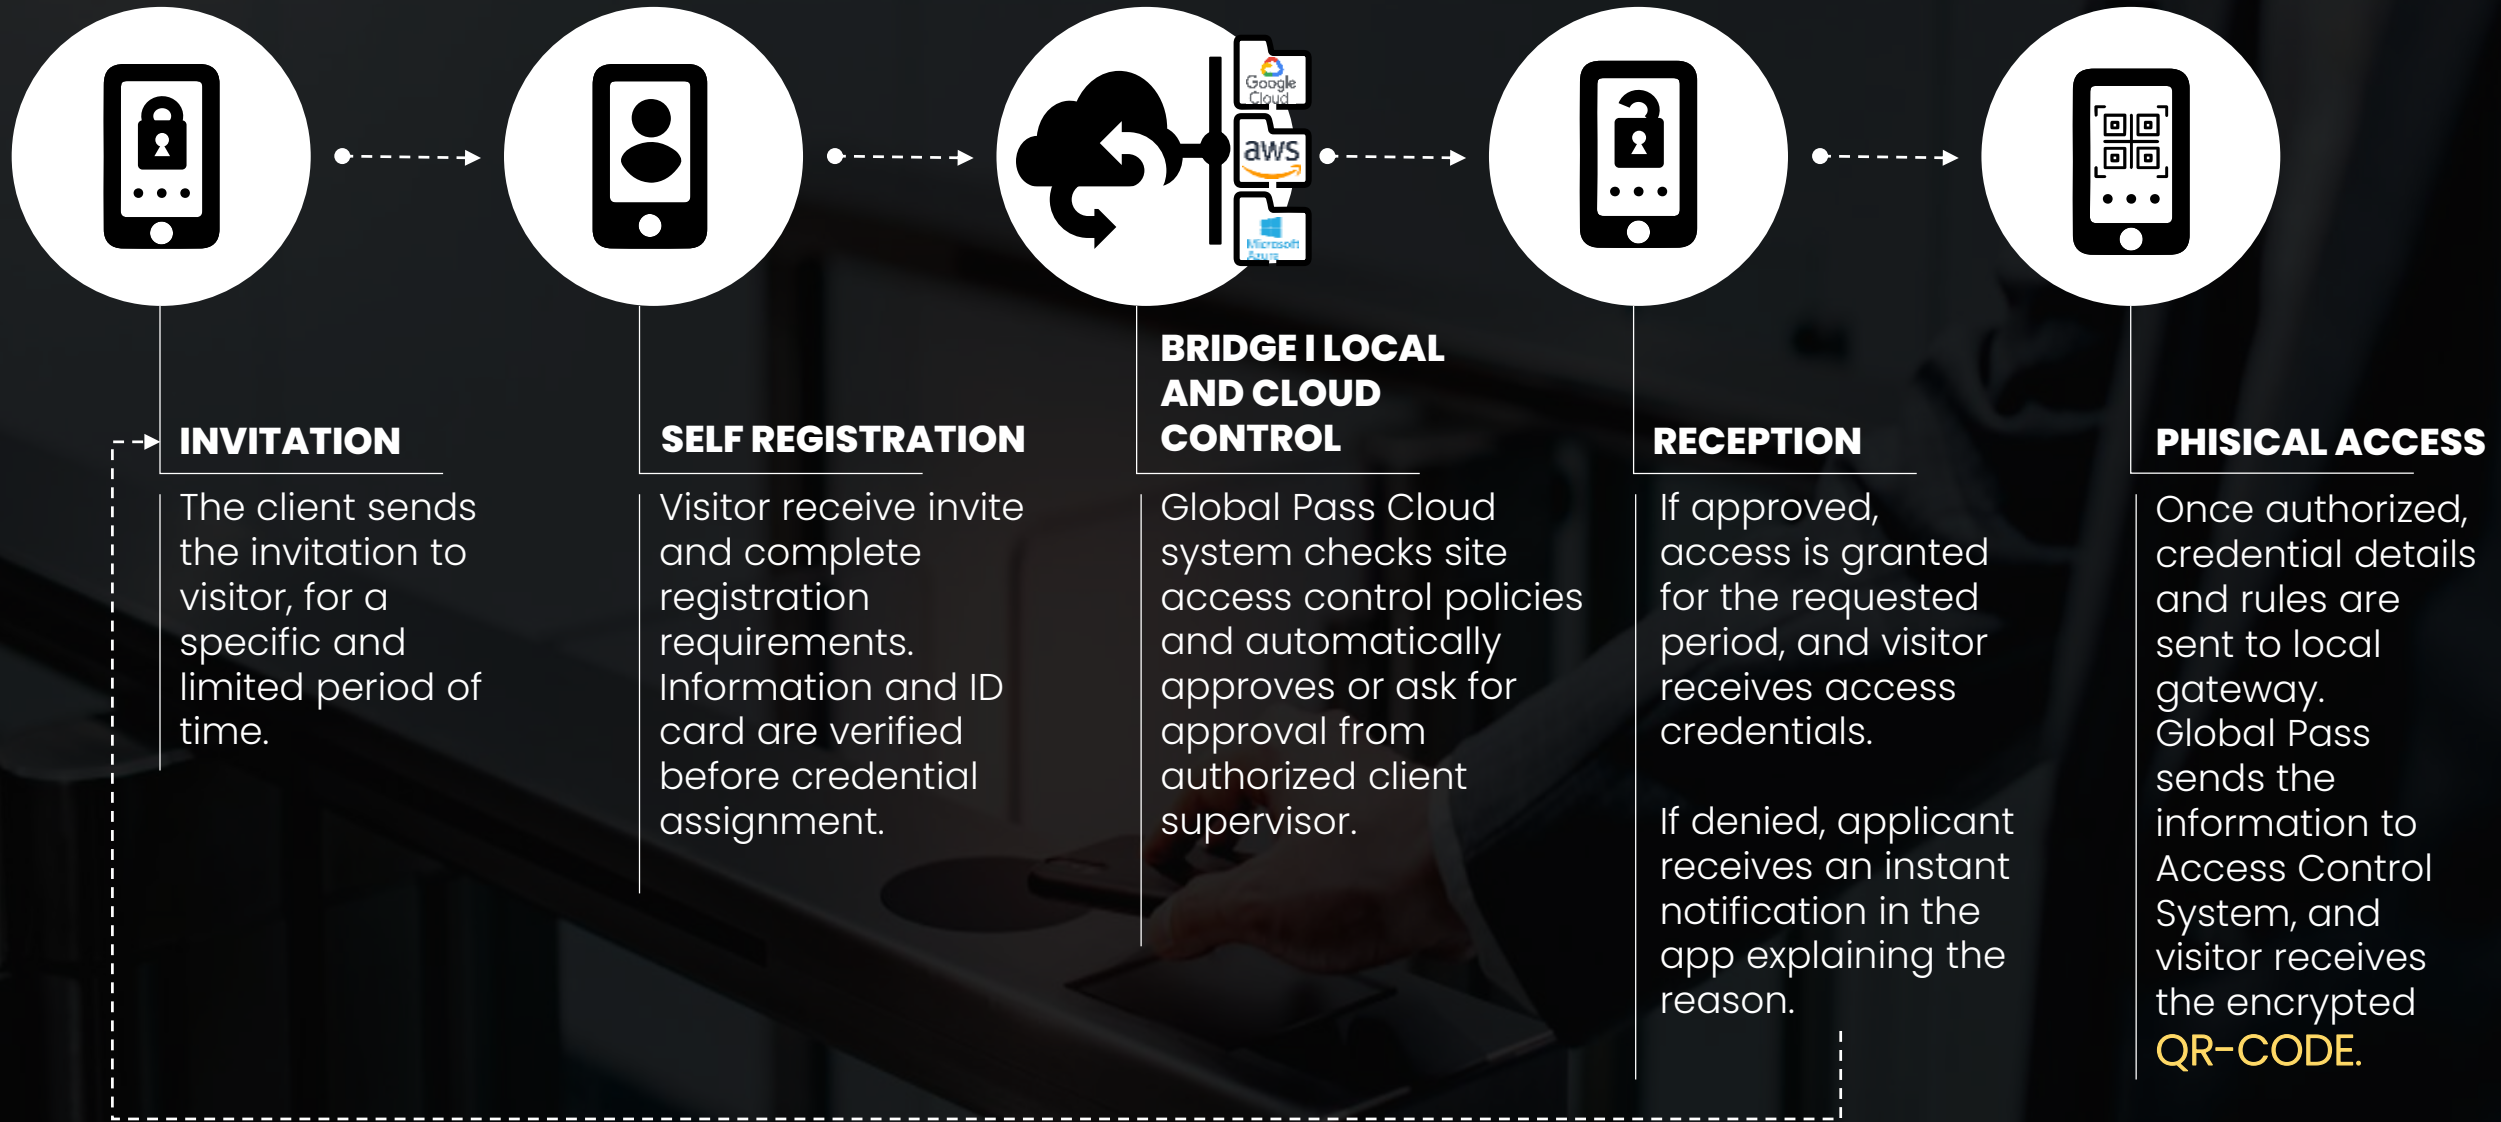 Google
Cloud
aws
Microsoft
Azure
INVITATION
The client sends
the invitation to
visitor, for a
specific and
limited period of
time.
SELF REGISTRATION
Visitor receive invite
and complete
registration
requirements.
Information and ID
card are verified
before credential
assignment.
BRIDGE I LOCAL
AND CLOUD
CONTROL
Global Pass Cloud
system checks site
access control policies
and automatically
approves or ask for
approval from
authorized client
supervisor.
RECEPTION
If approved,
access is granted
for the requested
period, and visitor
receives access
credentials.
If denied, applicant
receives an instant
notification in the
app explaining the
reason.
PHISICAL ACCESS
Once authorized,
credential details
and rules are
sent to local
gateway.
Global Pass
sends the
information to
Access Control
System, and
visitor receives
the encrypted
QR-CODE.